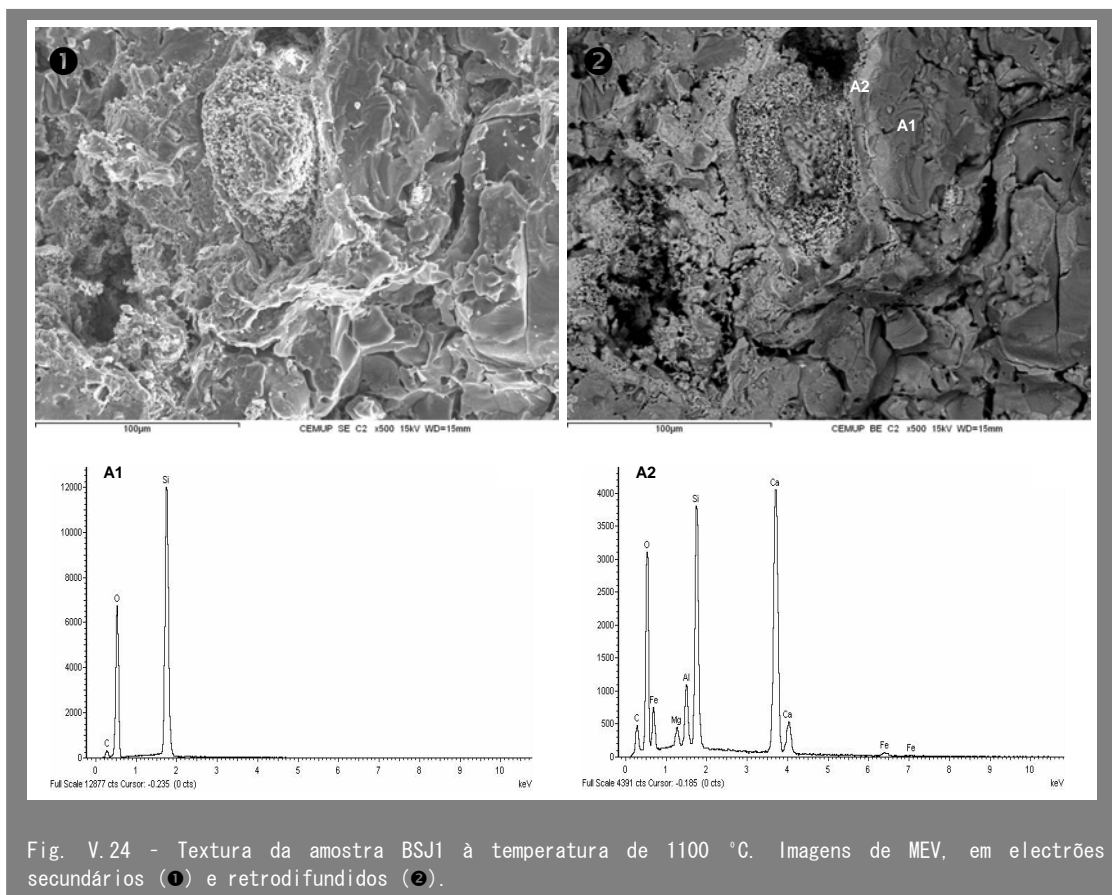 ❶
❷
A2
A1
100µm CEMUP SE C2 x500 15kV WD=15mm
100µm CEMUP BE C2 x500 15kV WD=15mm
A1
Si
12000
10000
8000
O
6000
4000
2000
C
0
0 1 2 3 4 5 6 7 8 9 10
Full Scale 12877 cts Cursor: -0.235 (0 cts) keV
A2
Ca
4000
Si
3500
O
3000
2500
2000
1500
Al
1000
Fe
C
Mg
Ca
500
Fe
Fe
0
0 1 2 3 4 5 6 7 8 9 10
Full Scale 4391 cts Cursor: -0.185 (0 cts) keV
Fig. V.24 - Textura da amostra BSJ1 à temperatura de 1100 °C. Imagens de MEV, em electrões
secundários (❶) e retrodifundidos (❷).